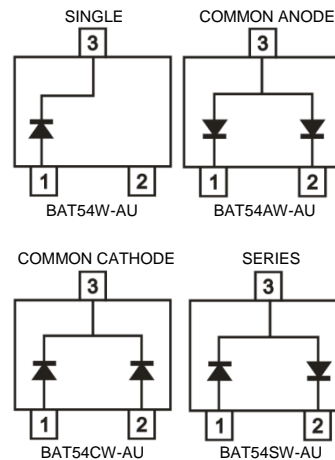 SINGLE
COMMON ANODE
3
3
1
2
1
2
BAT54W-AU
BAT54AW-AU
COMMON CATHODE
SERIES
3
3
1
2
1
2
BAT54CW-AU
BAT54SW-AU